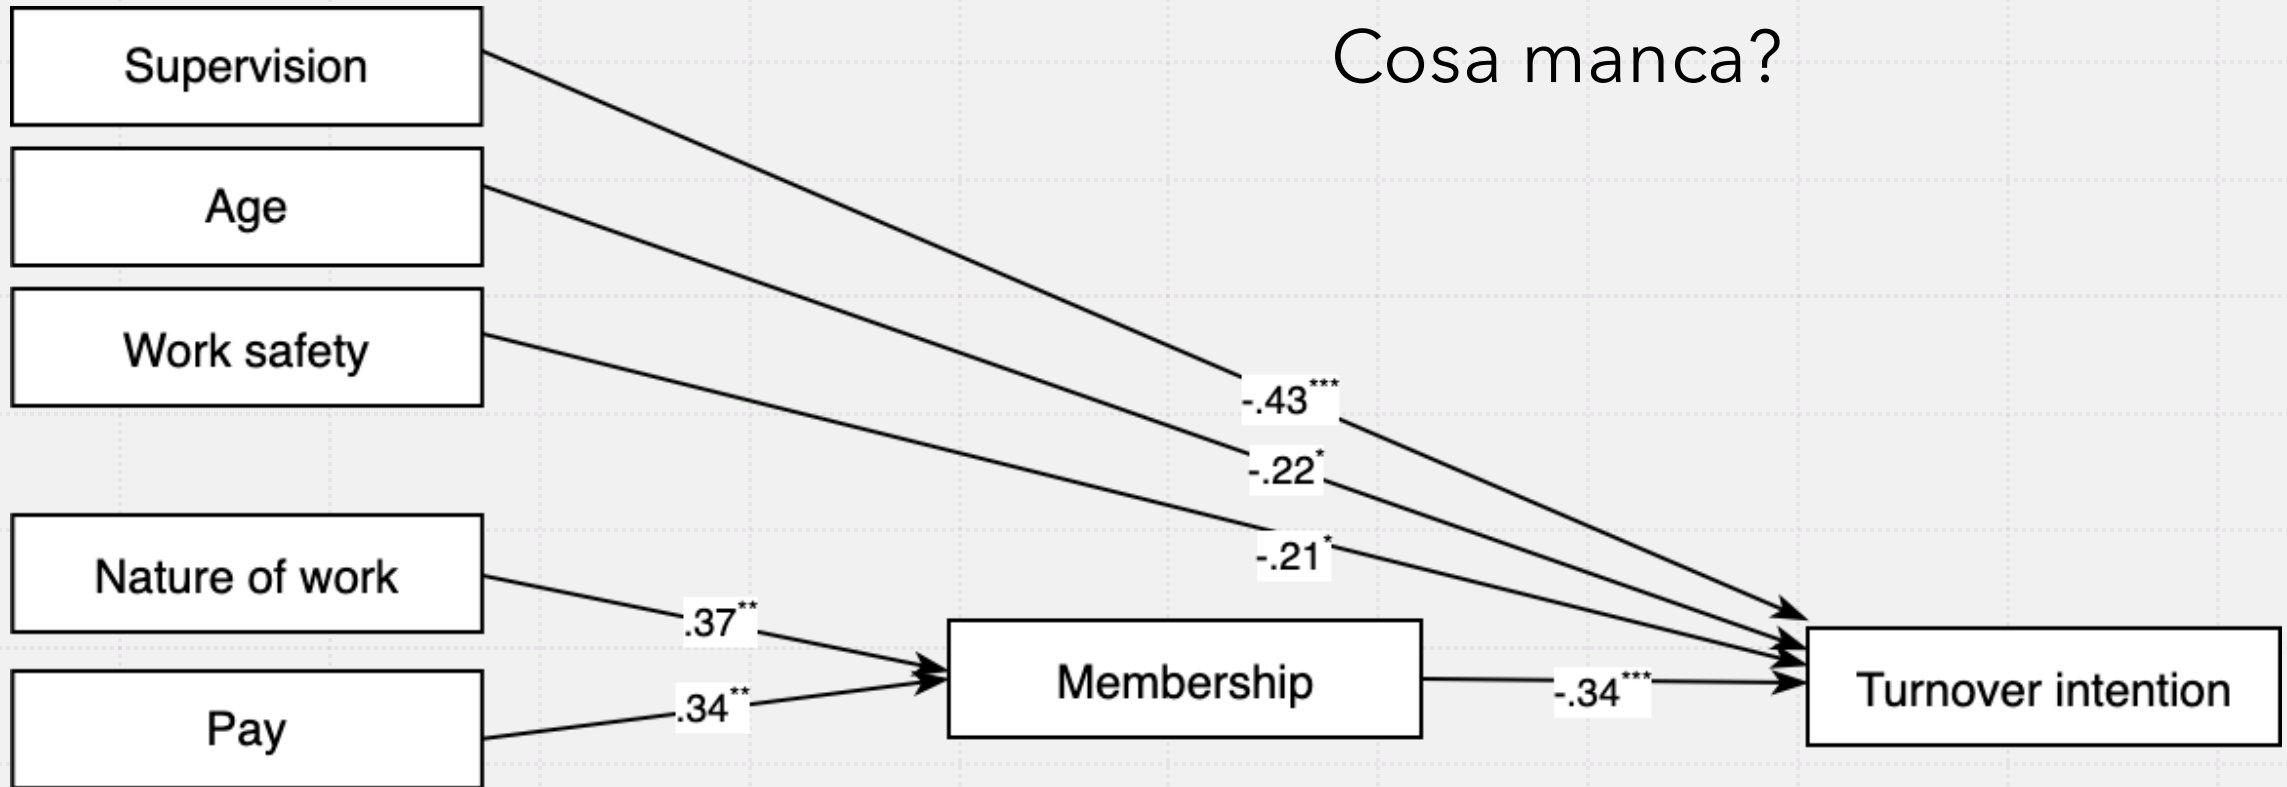 Cosa manca?
Supervision
Age
Work safety
-.43***
-.22*
-.21*
Nature of work
.37**
Pay
.34**
Membership
-.34***
Turnover intention